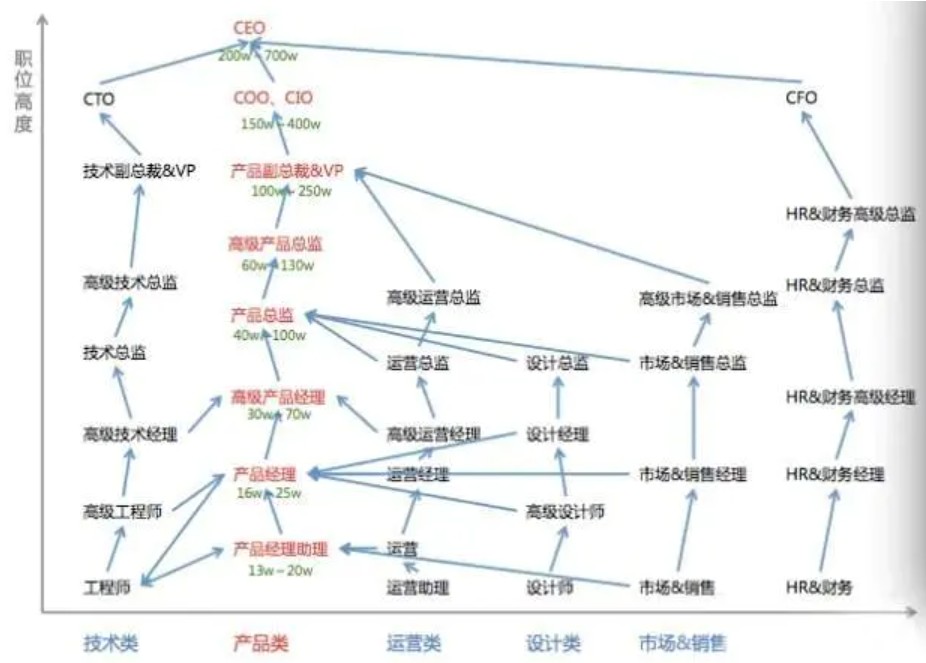 职位高度
CEO
200w~700w
CTO
COO、CIO
CFO
150w~400w
技术副总裁&VP
产品副总裁&VP
100w~250w
HR&财务高级总监
高级产品总监
60w~130w
高级技术总监
HR&财务总监
高级运营总监
高级市场&销售总监
产品总监
40w~100w
技术总监
运营总监
设计总监
市场&销售总监
高级产品经理
HR&财务高级经理
30w~70w
高级技术经理
高级运营经理
设计经理
产品经理
运营经理
市场&销售经理
HR&财务经理
16w~25w
高级工程师
高级设计师
产品经理助理
运营
13w~20w
工程师
运营助理
设计师
市场&销售
HR&财务
技术类
产品类
运营类
设计类
市场&销售